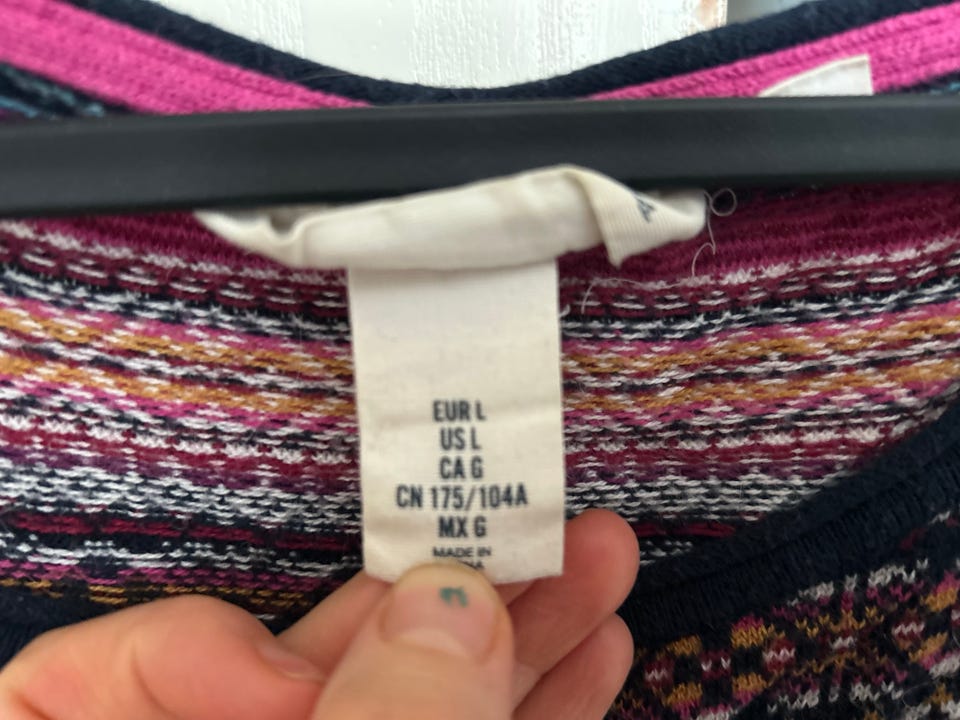 EUR L
US L
CA G
CN 175/104A
MX G
MADE IN